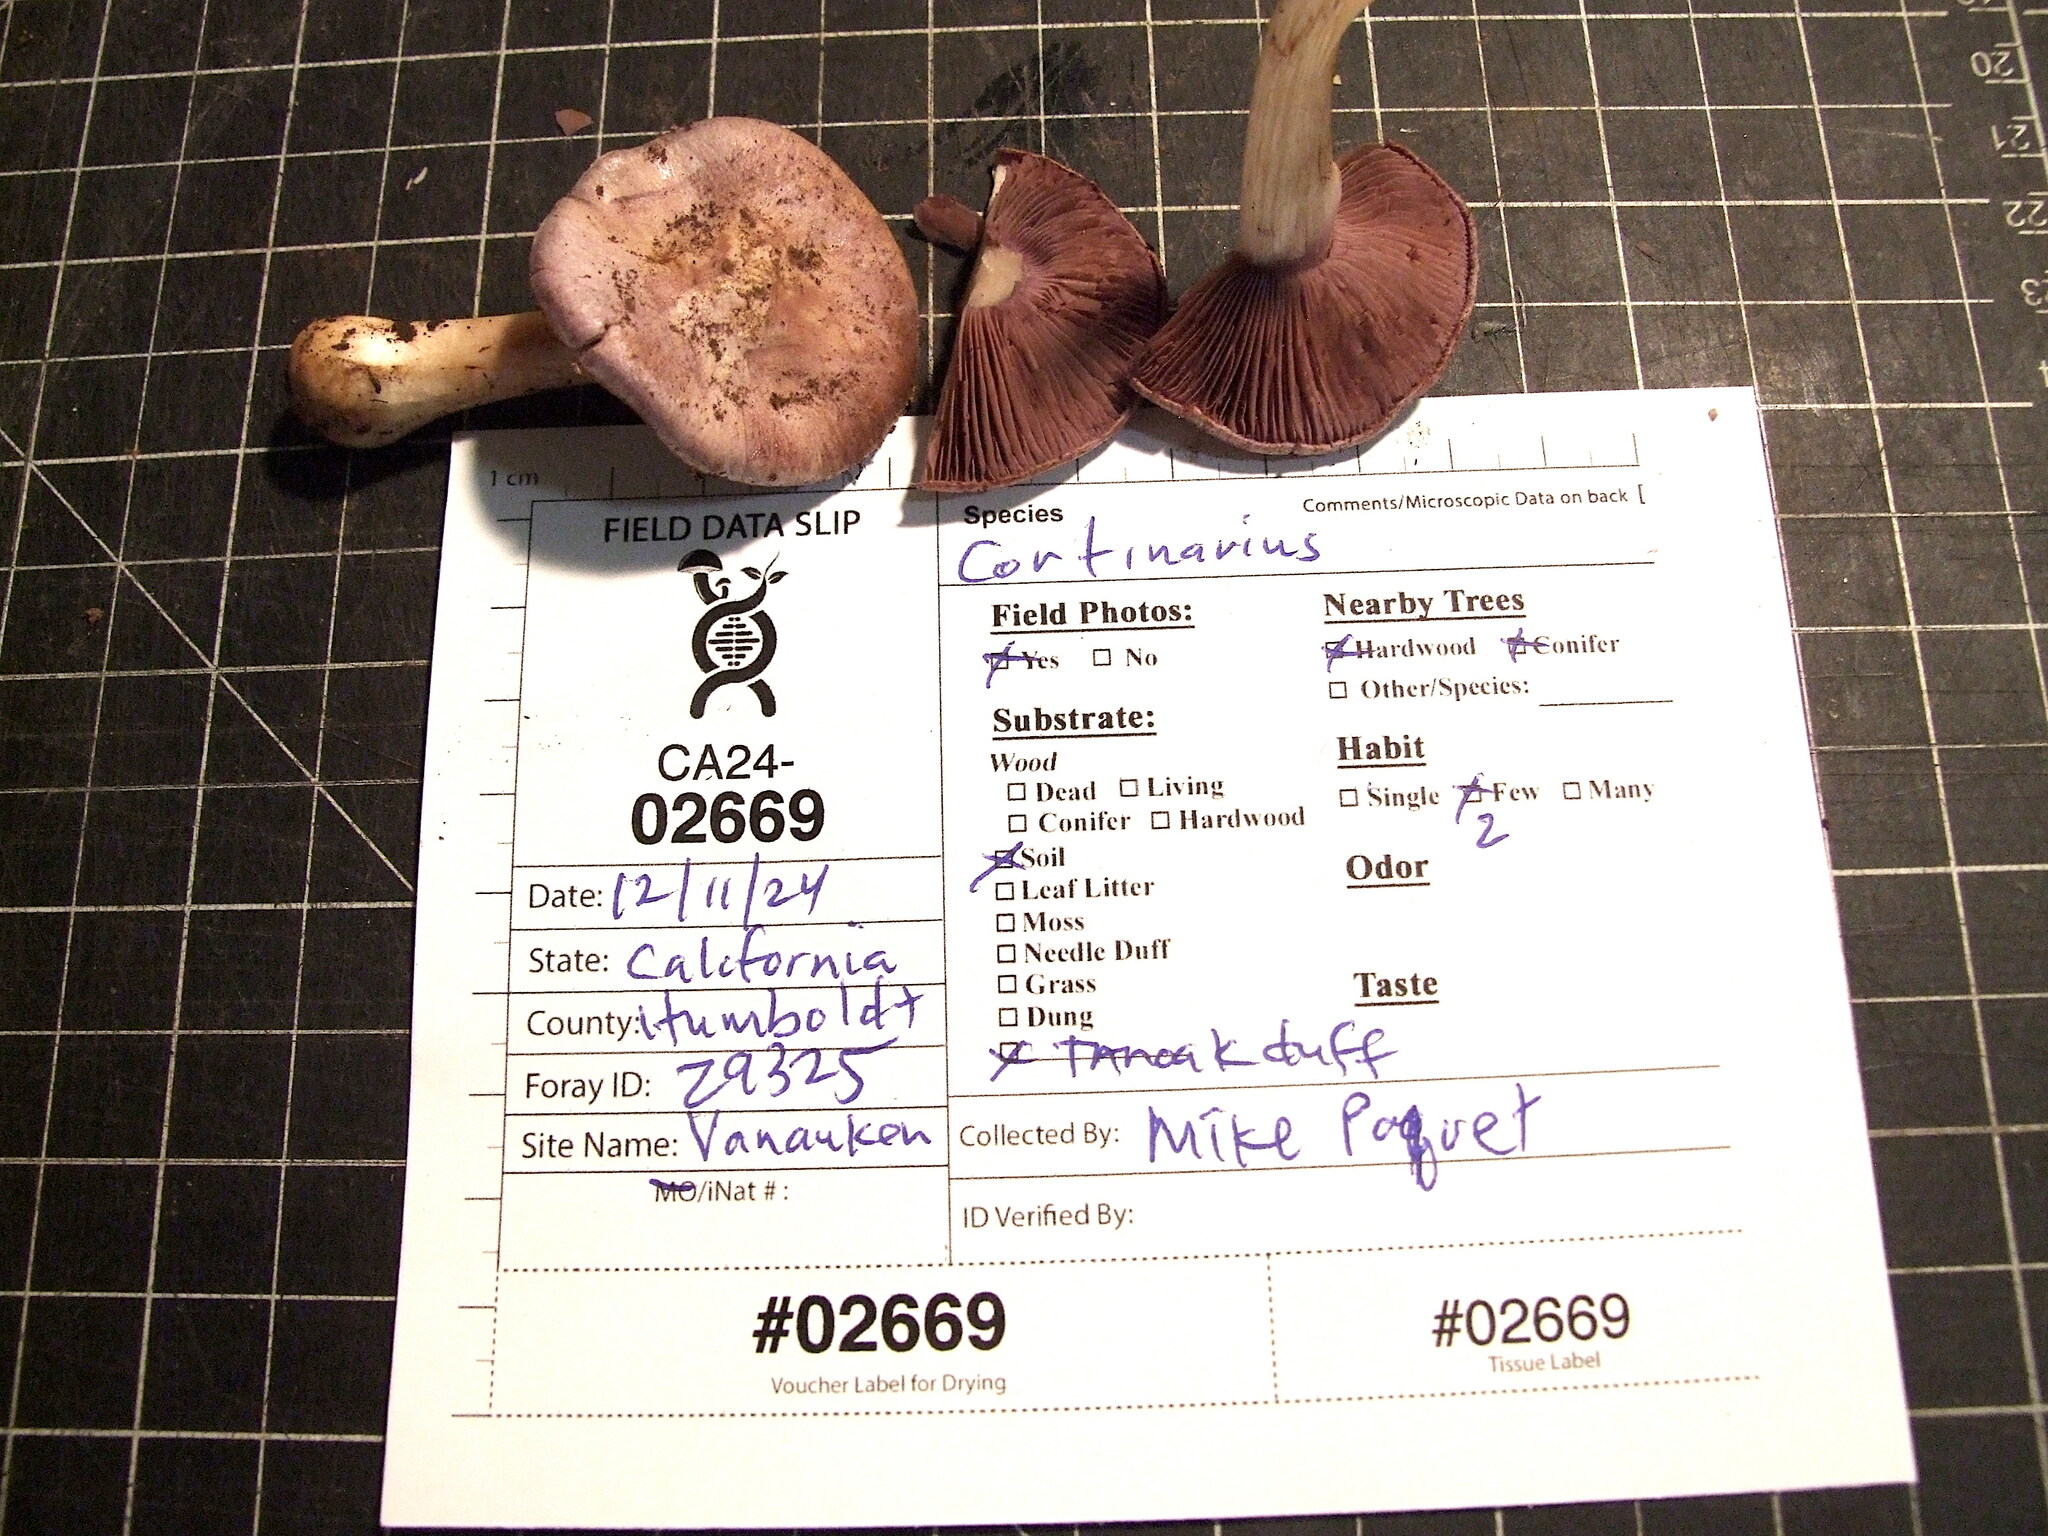 20
21
22
23
1 cm
FIELD DATA SLIP
CA24-
02669
Date: 12/11/24
State: California
County: Humboldt
Foray ID: 29325
Site Name: Vanauken
MO/iNat # :
Comments/Microscopic Data on back [
Species
Cortinarius
Field Photos:
Yes No
Substrate:
Wood
Dead Living
Conifer Hardwood
Soil
Leaf Litter
Moss
Needle Duff
Grass
Dung
Tanoak duff
Nearby Trees
Hardwood Conifer
Other/Species:
Habit
Single Few Many
2
Odor
Taste
Collected By: Mike Paquet
ID Verified By:
#02669
Voucher Label for Drying
#02669
Tissue Label